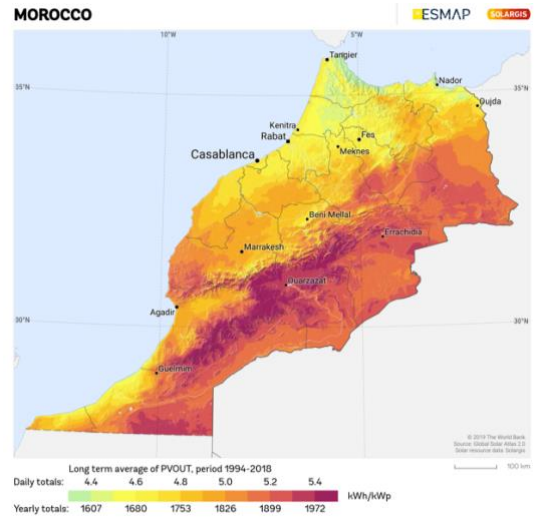 MOROCCO
ESMAP
SOLARGIS
10°W
5°W
Tangier
35°N
Nador
35°N
Oujda
Kenitra
Rabat
Fes
Casablanca
Meknes
Beni Mellal
Errachidia
Marrakesh
Ouarzazat
Agadir
30°N
30°N
Guelmim
© 2019 The World Bank
Source: Global Solar Atlas 2.0
Solar resource data: Solargis
100 km
Long term average of PVOUT, period 1994-2018
Daily totals: 4.4 4.6 4.8 5.0 5.2 5.4
kWh/kWp
Yearly totals: 1607 1680 1753 1826 1899 1972